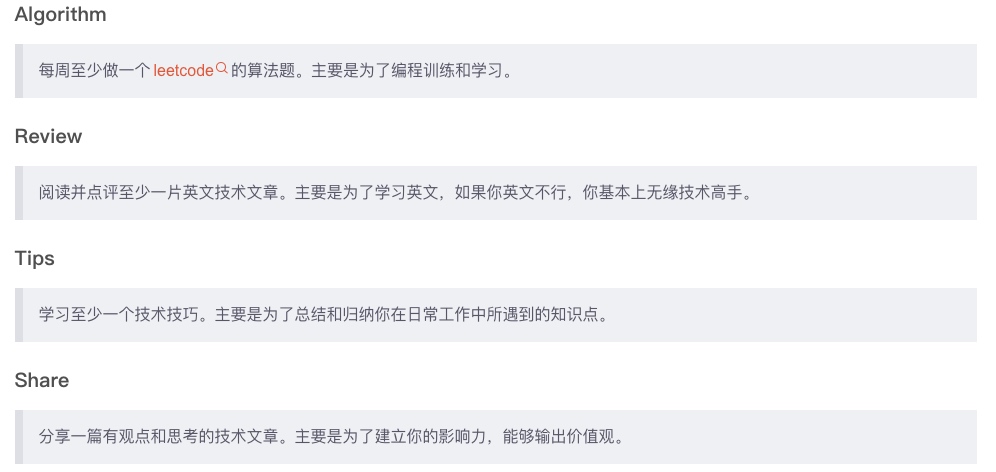 Algorithm
每周至少做一个 leetcode 的算法题。主要是为了编程训练和学习。
Review
阅读并点评至少一片英文技术文章。主要是为了学习英文，如果你英文不行，你基本上无缘技术高手。
Tips
学习至少一个技术技巧。主要是为了总结和归纳你在日常工作中所遇到的知识点。
Share
分享一篇有观点和思考的技术文章。主要是为了建立你的影响力，能够输出价值观。